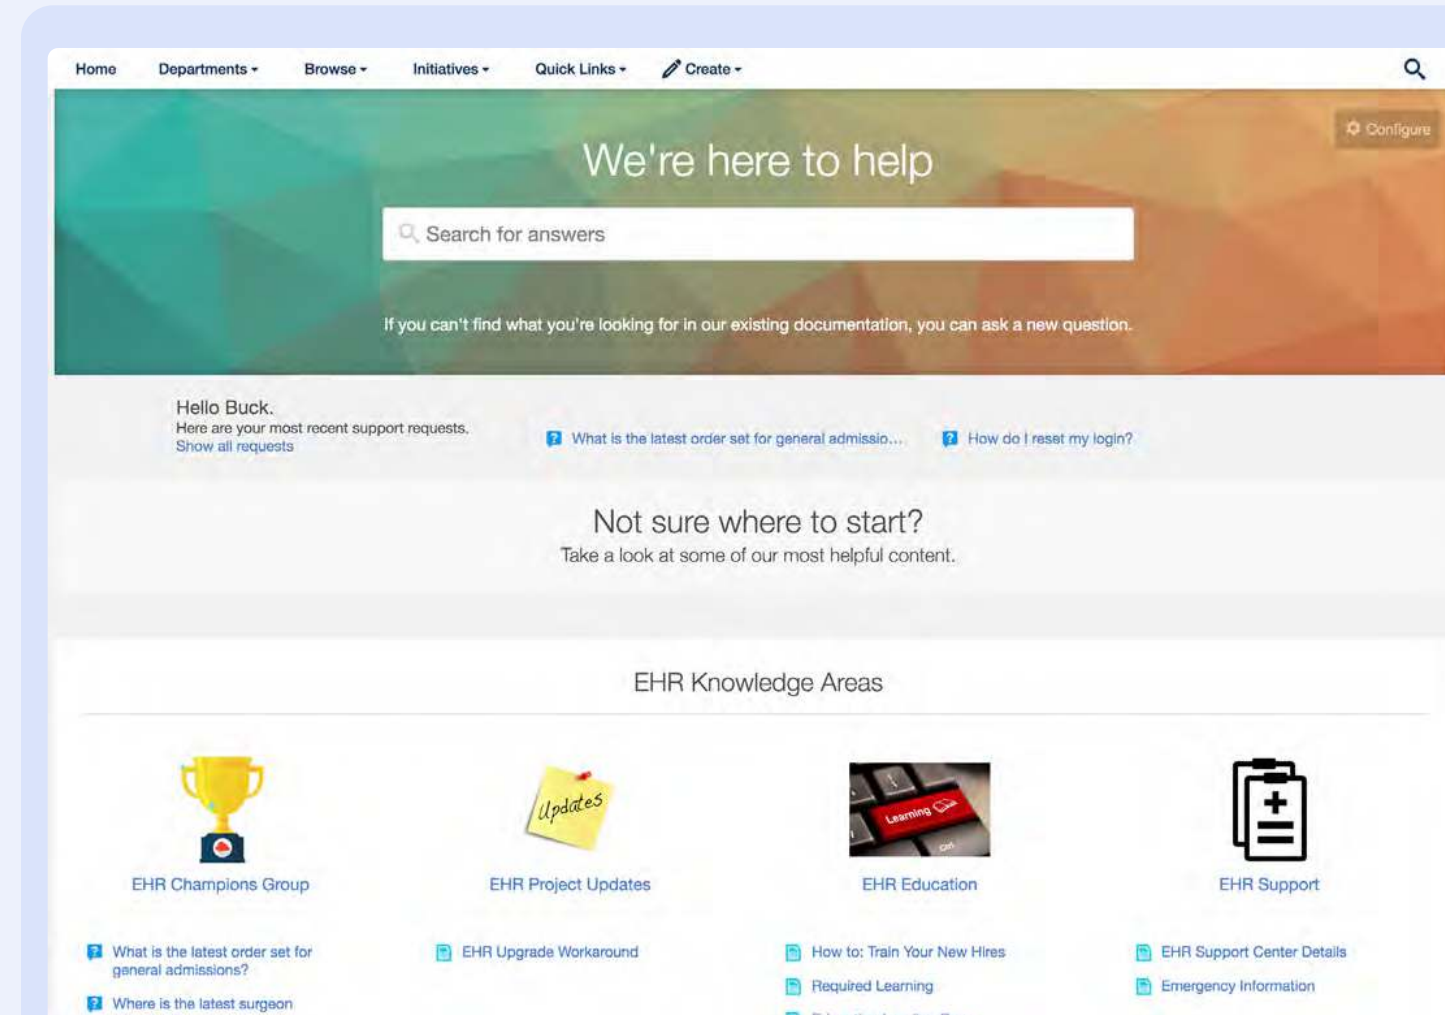 Home Departments Browse Initiatives Quick Links Create
Configure
We're here to help
Search for answers
If you can't find what you're looking for in our existing documentation, you can ask a new question.
Hello Buck.
Here are your most recent support requests.
Show all requests
What is the latest order set for general admissio...
How do I reset my login?
Not sure where to start?
Take a look at some of our most helpful content.
EHR Knowledge Areas
Updates
Learning
Ctrl
EHR Champions Group
EHR Project Updates
EHR Education
EHR Support
What is the latest order set for
general admissions?
Where is the latest surgeon
EHR Upgrade Workaround
How to: Train Your New Hires
Required Learning
EHR Support Center Details
Emergency Information